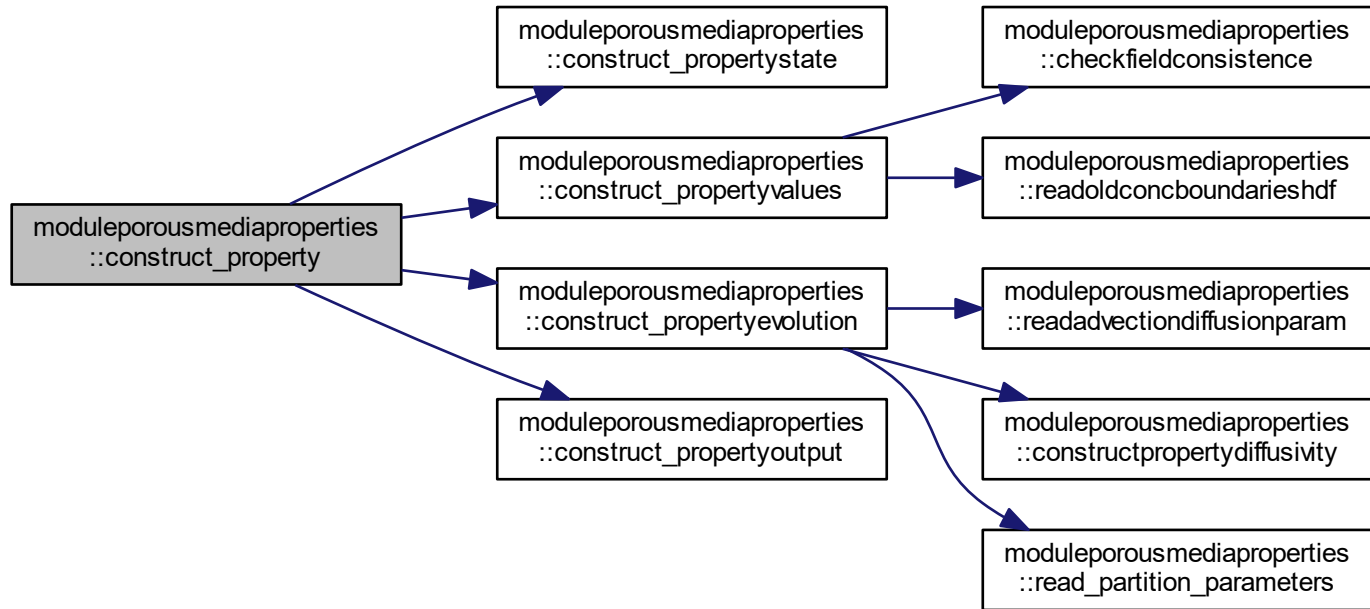 moduleporousmediaproperties
::construct_property
moduleporousmediaproperties
::construct_propertystate
moduleporousmediaproperties
::construct_propertyvalues
moduleporousmediaproperties
::construct_propertyevolution
moduleporousmediaproperties
::construct_propertyoutput
moduleporousmediaproperties
::checkfieldconsistence
moduleporousmediaproperties
::readoldconcboundarieshdf
moduleporousmediaproperties
::readadvectiondiffusionparam
moduleporousmediaproperties
::constructpropertydiffusivity
moduleporousmediaproperties
::read_partition_parameters